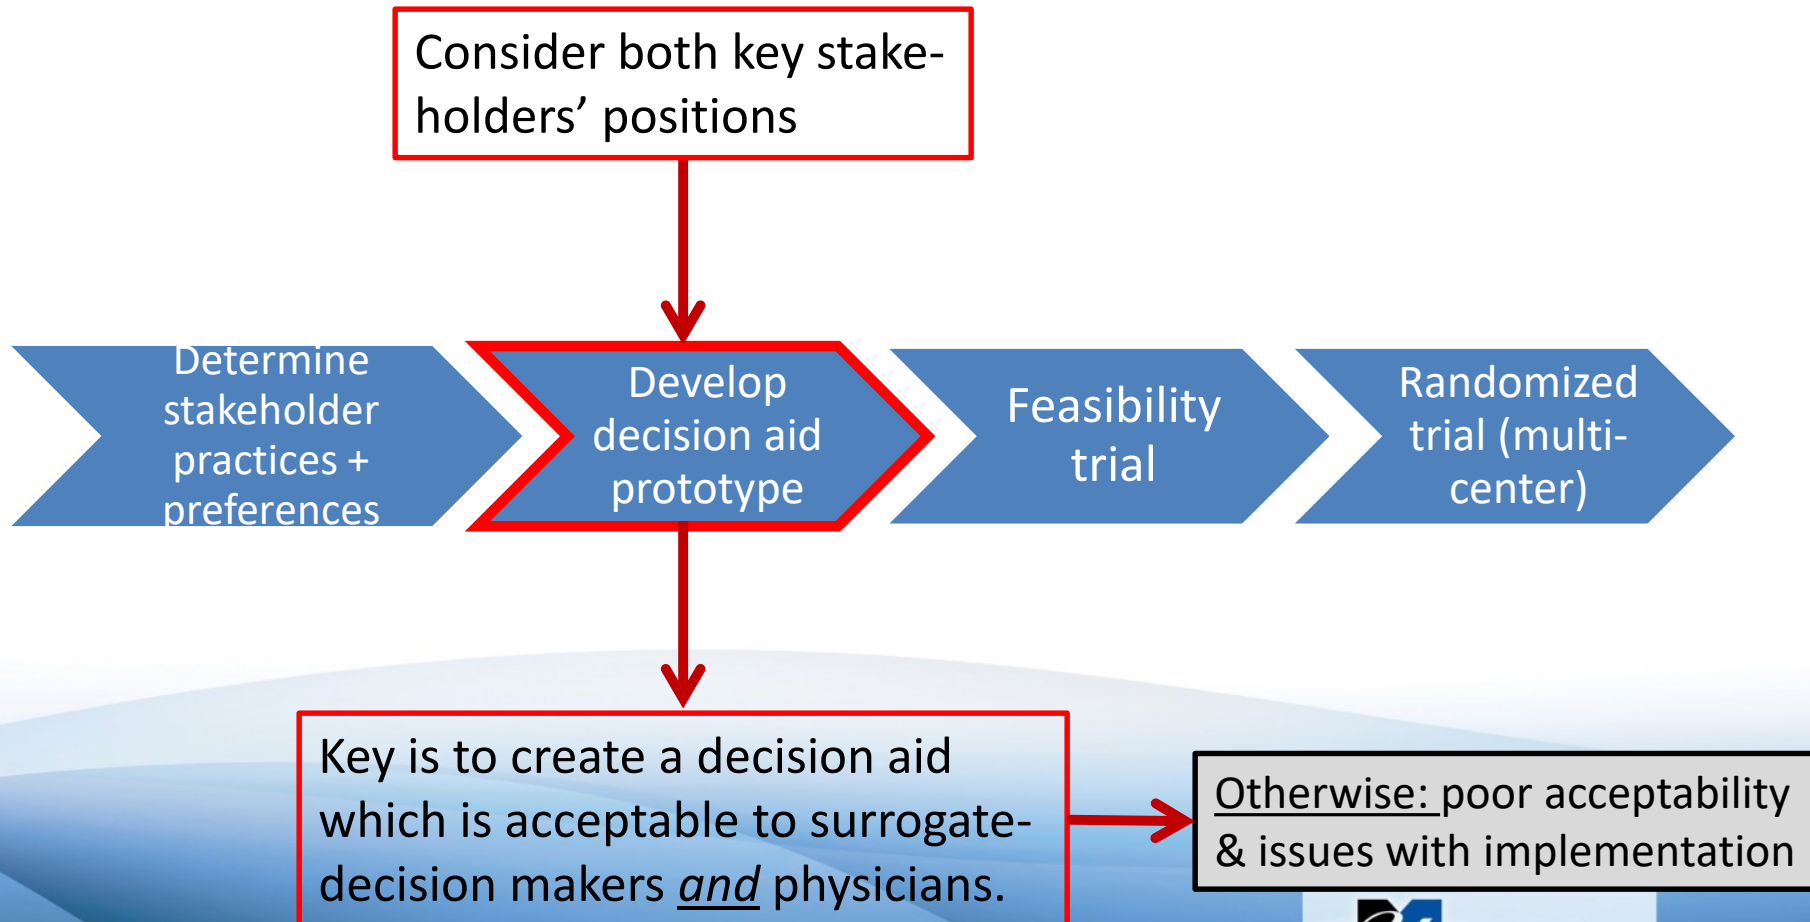 Consider both key stake-
holders’ positions
Determine
stakeholder
practices +
preferences
Develop
decision aid
prototype
Feasibility
trial
Randomized
trial (multi-
center)
Key is to create a decision aid
which is acceptable to surrogate-
decision makers and physicians.
Otherwise: poor acceptability
& issues with implementation